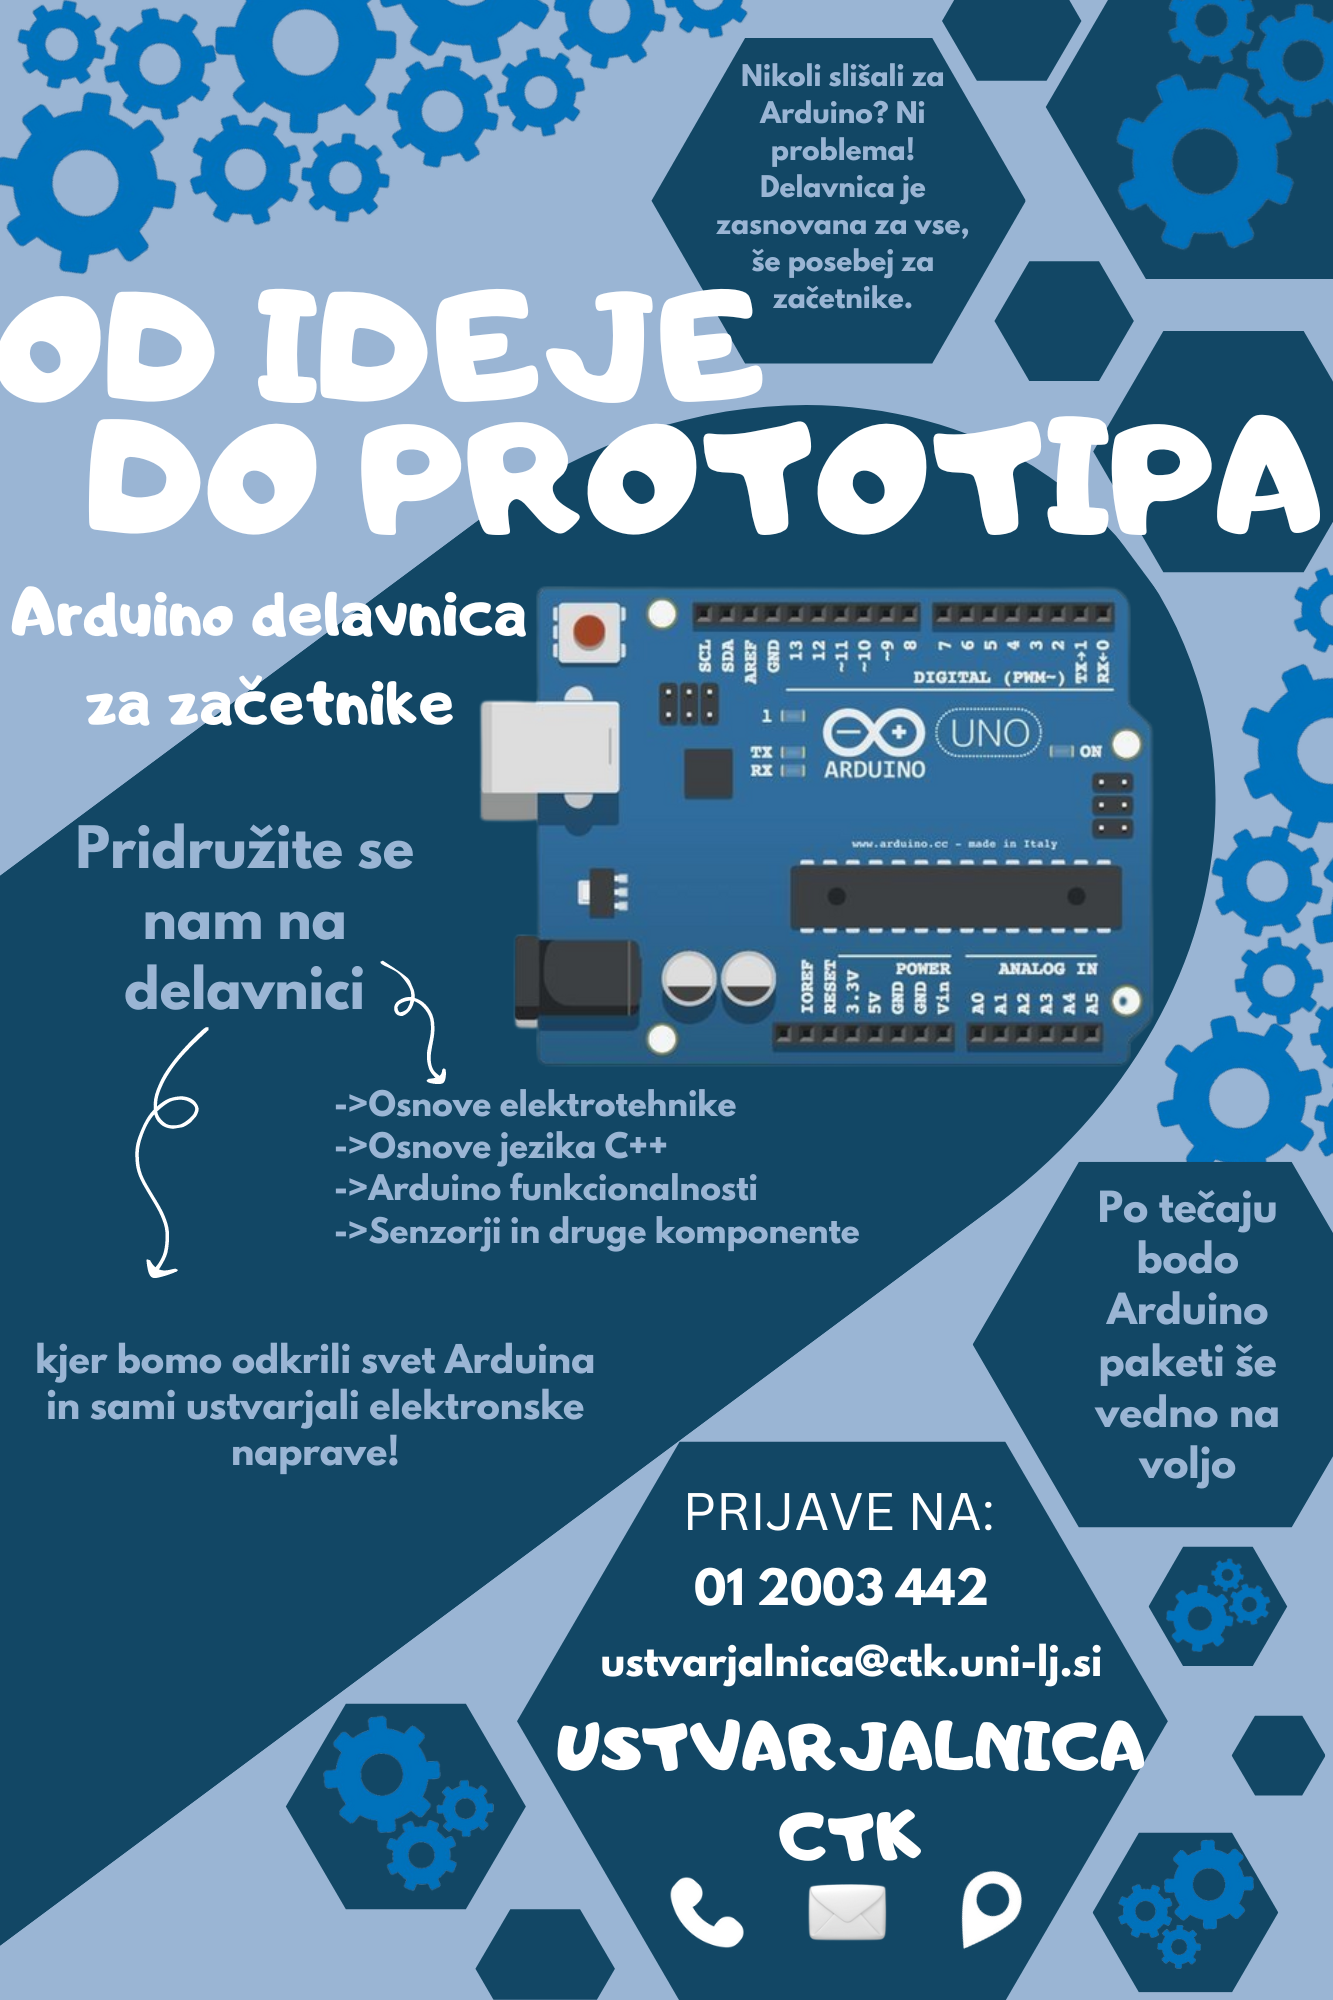 Nikoli slišali za
Arduino? Ni
problema!
Delavnica je
zasnovana za vse,
še posebej za
začetnike.
OD IDEJE
DO PROTOTIPA
Arduino delavnica
za začetnike
SCL
SDA
AREF
GND
13
12
~11
~10
~9
8
7
6
5
4
3
2
TX→1
RX←0
DIGITAL (PWM~)
1
TX
RX
ARDUINO
UNO
ON
www.arduino.cc - made in Italy
POWER
ANALOG IN
IOREF
RESET
3.3V
5V
GND
GND
Vin
A0
A1
A2
A3
A4
A5
Pridružite se
nam na
delavnici
->Osnove elektrotehnike
->Osnove jezika C++
->Arduino funkcionalnosti
->Senzorji in druge komponente
kjer bomo odkrili svet Arduina
in sami ustvarjali elektronske
naprave!
Po tečaju
bodo
Arduino
paketi še
vedno na
voljo
PRIJAVE NA:
01 2003 442
ustvarjalnica@ctk.uni-lj.si
USTVARJALNICA
CTK